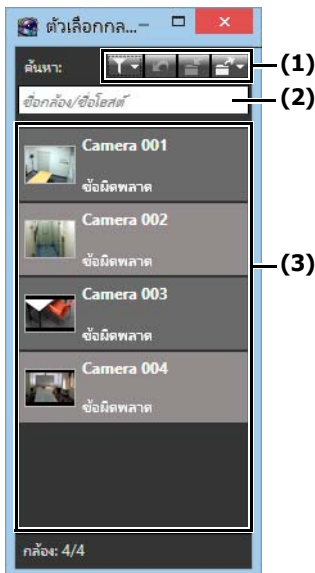 ตัวเลือกกล...
ค้นหา:
(1)
ชื่อกล้อง/ชื่อโฮสต์
(2)
Camera 001
ข้อผิดพลาด
Camera 002
ข้อผิดพลาด
(3)
Camera 003
ข้อผิดพลาด
Camera 004
ข้อผิดพลาด
กล้อง: 4/4